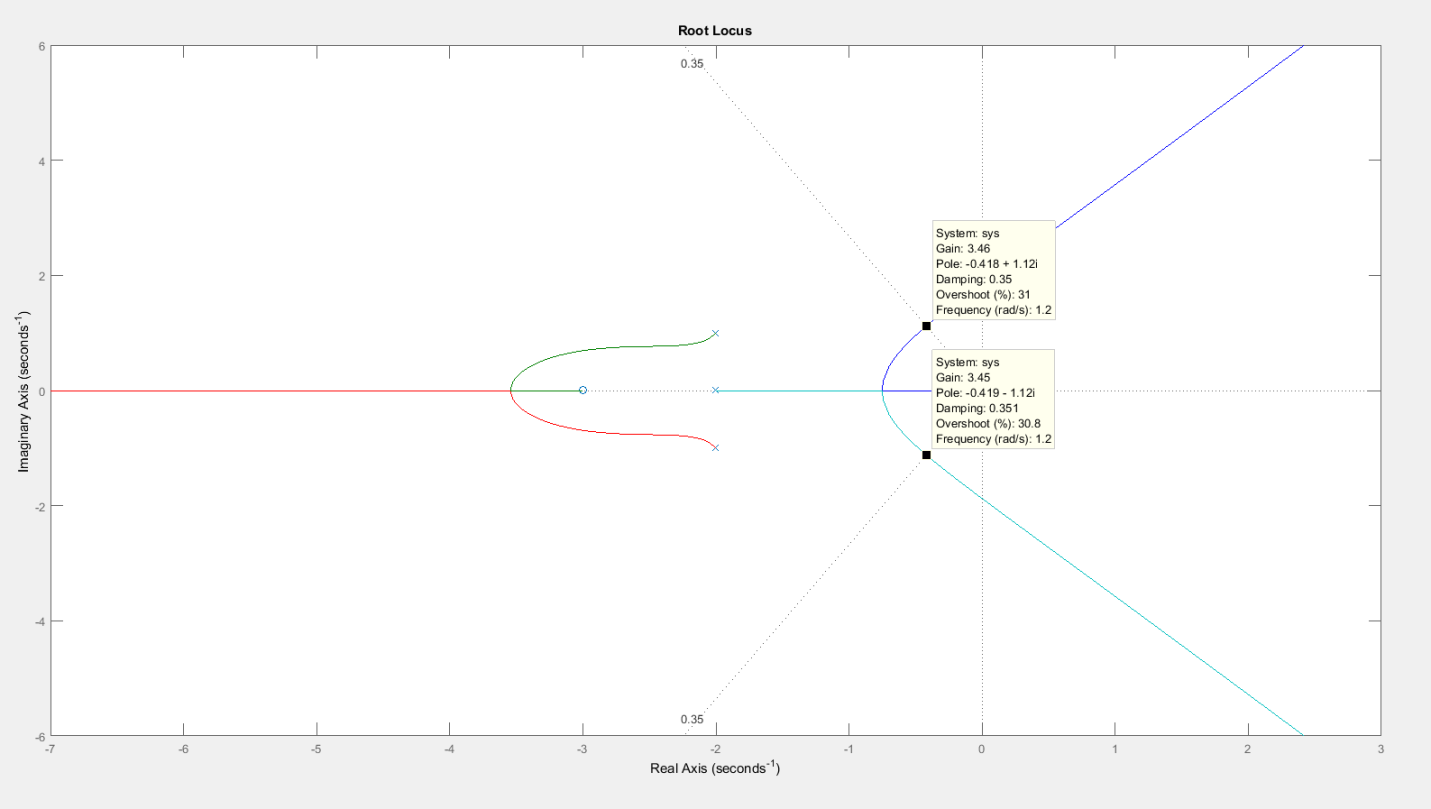 Root Locus
6
0.35
4
System: sys
Gain: 3.46
Pole: -0.418 + 1.12i
Damping: 0.35
Overshoot (%): 31
Frequency (rad/s): 1.2
2
System: sys
Gain: 3.45
Pole: -0.419 - 1.12i
Damping: 0.351
Overshoot (%): 30.8
Frequency (rad/s): 1.2
0
Imaginary Axis (seconds-1)
-2
-4
0.35
-6
-7 -6 -5 -4 -3 -2 -1 0 1 2 3
Real Axis (seconds-1)